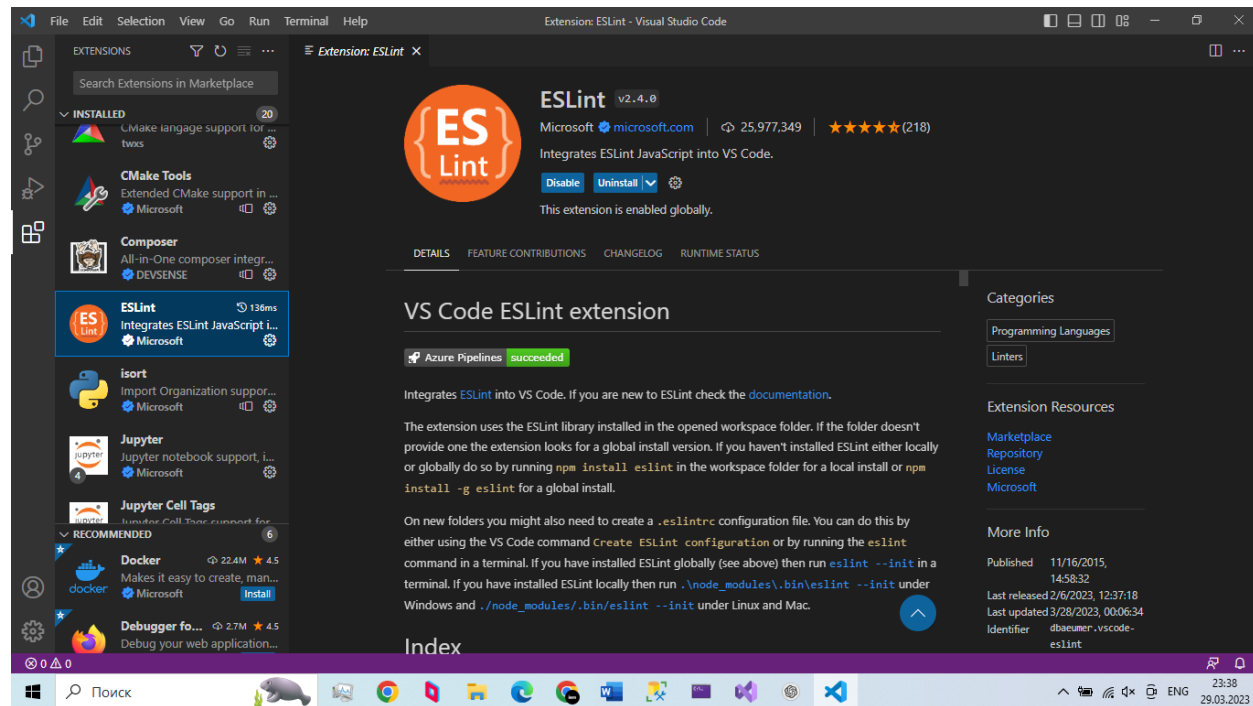 File Edit Selection View Go Run Terminal Help
Extension: ESLint - Visual Studio Code
EXTENSIONS
Extension: ESLint
Search Extensions in Marketplace
INSTALLED 20
CMake langage support for ...
twxs
CMake Tools
Extended CMake support in ...
Microsoft
Composer
All-in-One composer integr...
DEVSENSE
ESLint 136ms
Integrates ESLint JavaScript i...
Microsoft
isort
Import Organization suppor...
Microsoft
Jupyter
Jupyter notebook support, i...
Microsoft
4
Jupyter Cell Tags
Jupyter Cell Tags support for ...
RECOMMENDED 6
Docker 22.4M 4.5
Makes it easy to create, man...
Microsoft Install
Debugger fo... 2.7M 4.5
Debug your web application...
ES
Lint
ESLint v2.4.0
Microsoft microsoft.com 25,977,349 (218)
Integrates ESLint JavaScript into VS Code.
Disable Uninstall
This extension is enabled globally.
DETAILS FEATURE CONTRIBUTIONS CHANGELOG RUNTIME STATUS
VS Code ESLint extension
Azure Pipelines succeeded
Integrates ESLint into VS Code. If you are new to ESLint check the documentation.
The extension uses the ESLint library installed in the opened workspace folder. If the folder doesn't
provide one the extension looks for a global install version. If you haven't installed ESLint either locally
or globally do so by running npm install eslint in the workspace folder for a local install or npm
install -g eslint for a global install.
On new folders you might also need to create a .eslintrc configuration file. You can do this by
either using the VS Code command Create ESLint configuration or by running the eslint
command in a terminal. If you have installed ESLint globally (see above) then run eslint --init in a
terminal. If you have installed ESLint locally then run .\node_modules\.bin\eslint --init under
Windows and ./node_modules/.bin/eslint --init under Linux and Mac.
Index
Categories
Programming Languages
Linters
Extension Resources
Marketplace
Repository
License
Microsoft
More Info
Published 11/16/2015,
14:58:32
Last released 2/6/2023, 12:37:18
Last updated 3/28/2023, 00:06:34
Identifier dbaeumer.vscode-
eslint
0 0
Поиск
ENG
23:38
29.03.2023